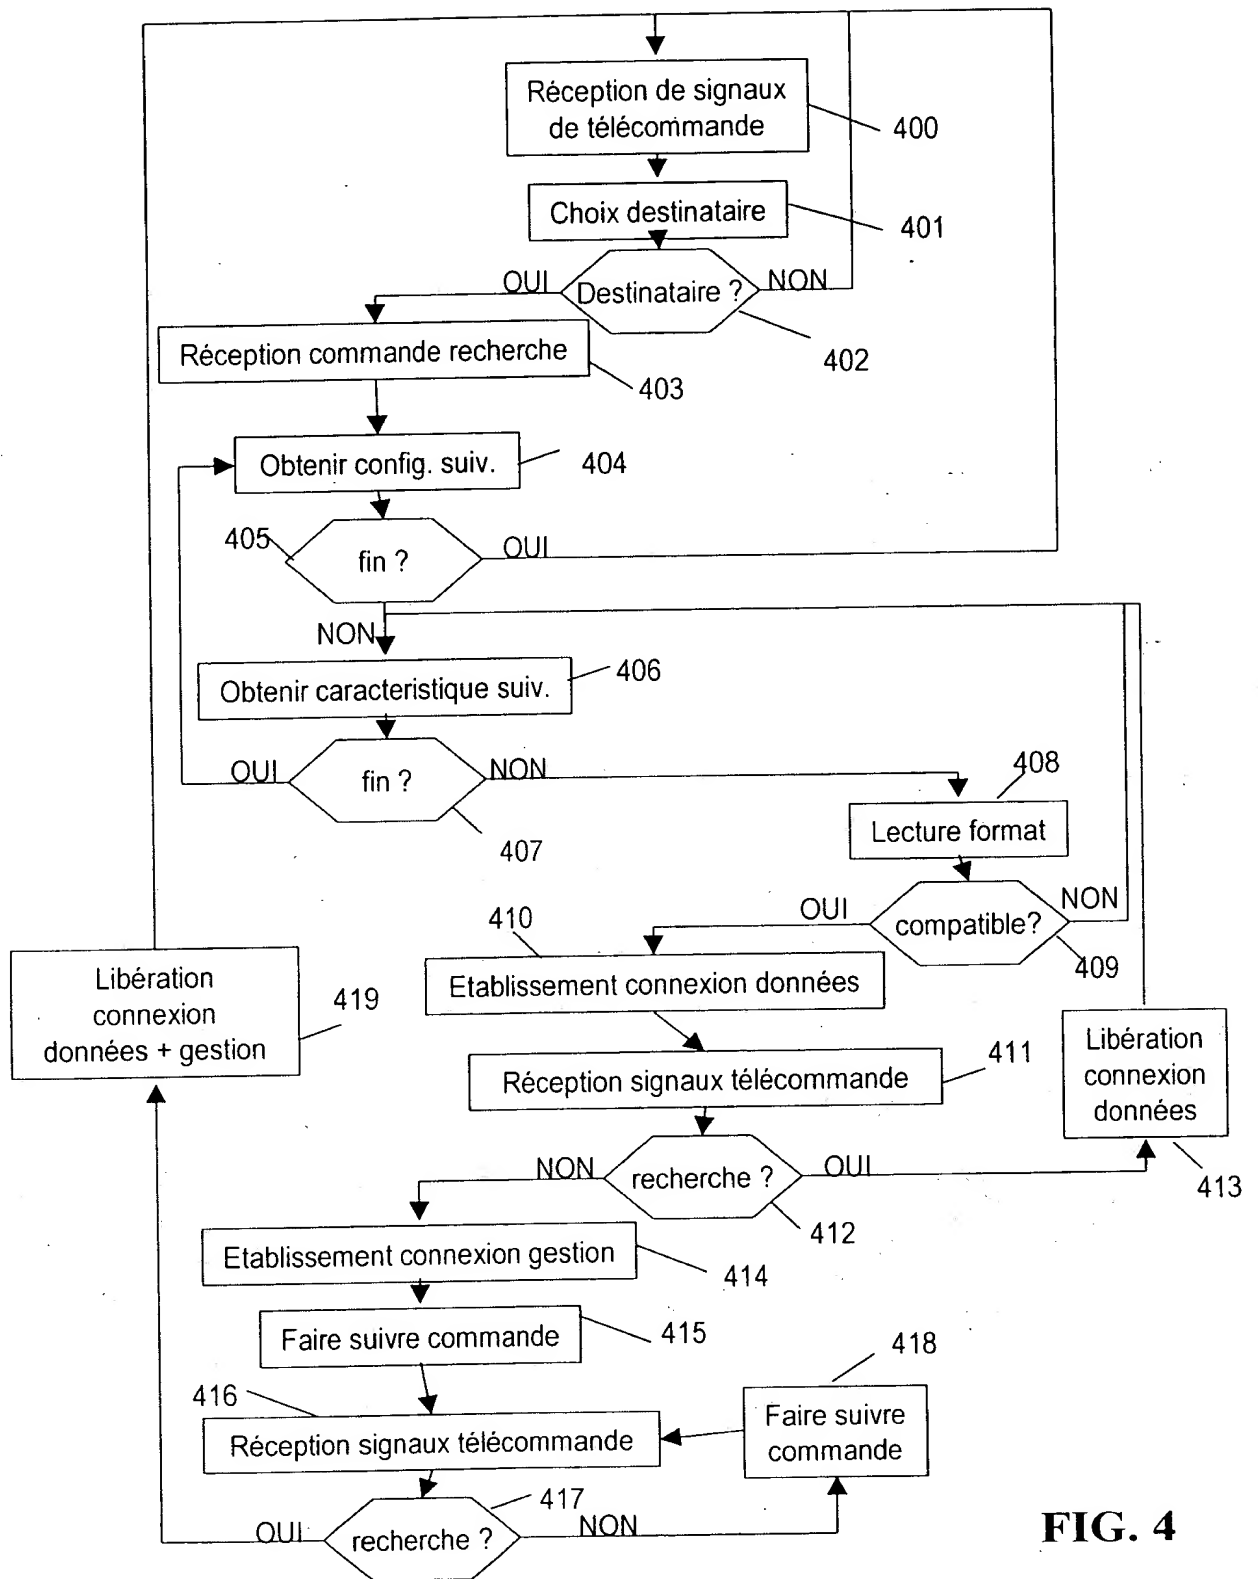 Réception de signaux
de télécommande
400
Choix destinataire
401
OUI
Destinataire ?
NON
402
Réception commande recherche
403
Obtenir config. suiv.
404
405
fin ?
OUI
NON
Obtenir caracteristique suiv.
406
OUI
fin ?
NON
407
408
Lecture format
OUI
compatible?
NON
409
410
Etablissement connexion données
Libération
connexion
données + gestion
419
Réception signaux télécommande
411
Libération
connexion
données
413
NON
recherche ?
OUI
412
Etablissement connexion gestion
414
Faire suivre commande
415
416
Réception signaux télécommande
418
Faire suivre
commande
417
OUI
recherche ?
NON
FIG. 4